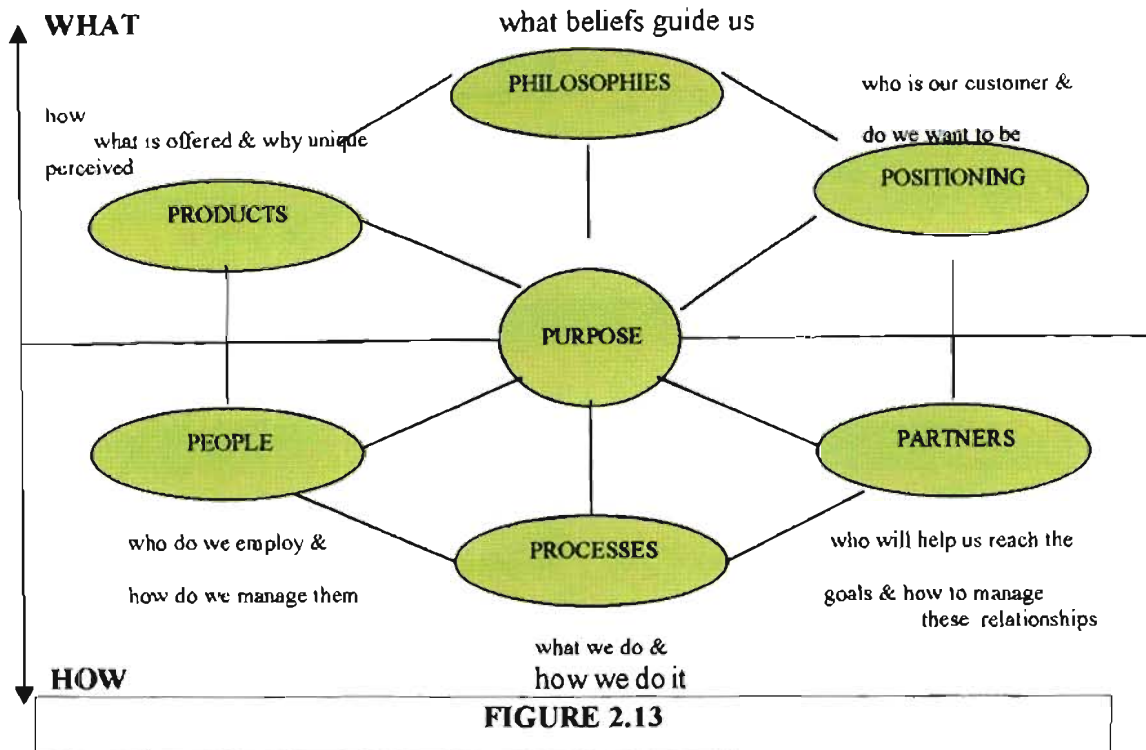 WHAT
what beliefs guide us
PHILOSOPHIES
who is our customer &
how
what is offered & why unique
perceived
do we want to be
POSITIONING
PRODUCTS
PURPOSE
PEOPLE
PARTNERS
who do we employ &
how do we manage them
PROCESSES
who will help us reach the
goals & how to manage
these relationships
what we do &
how we do it
HOW
FIGURE 2.13